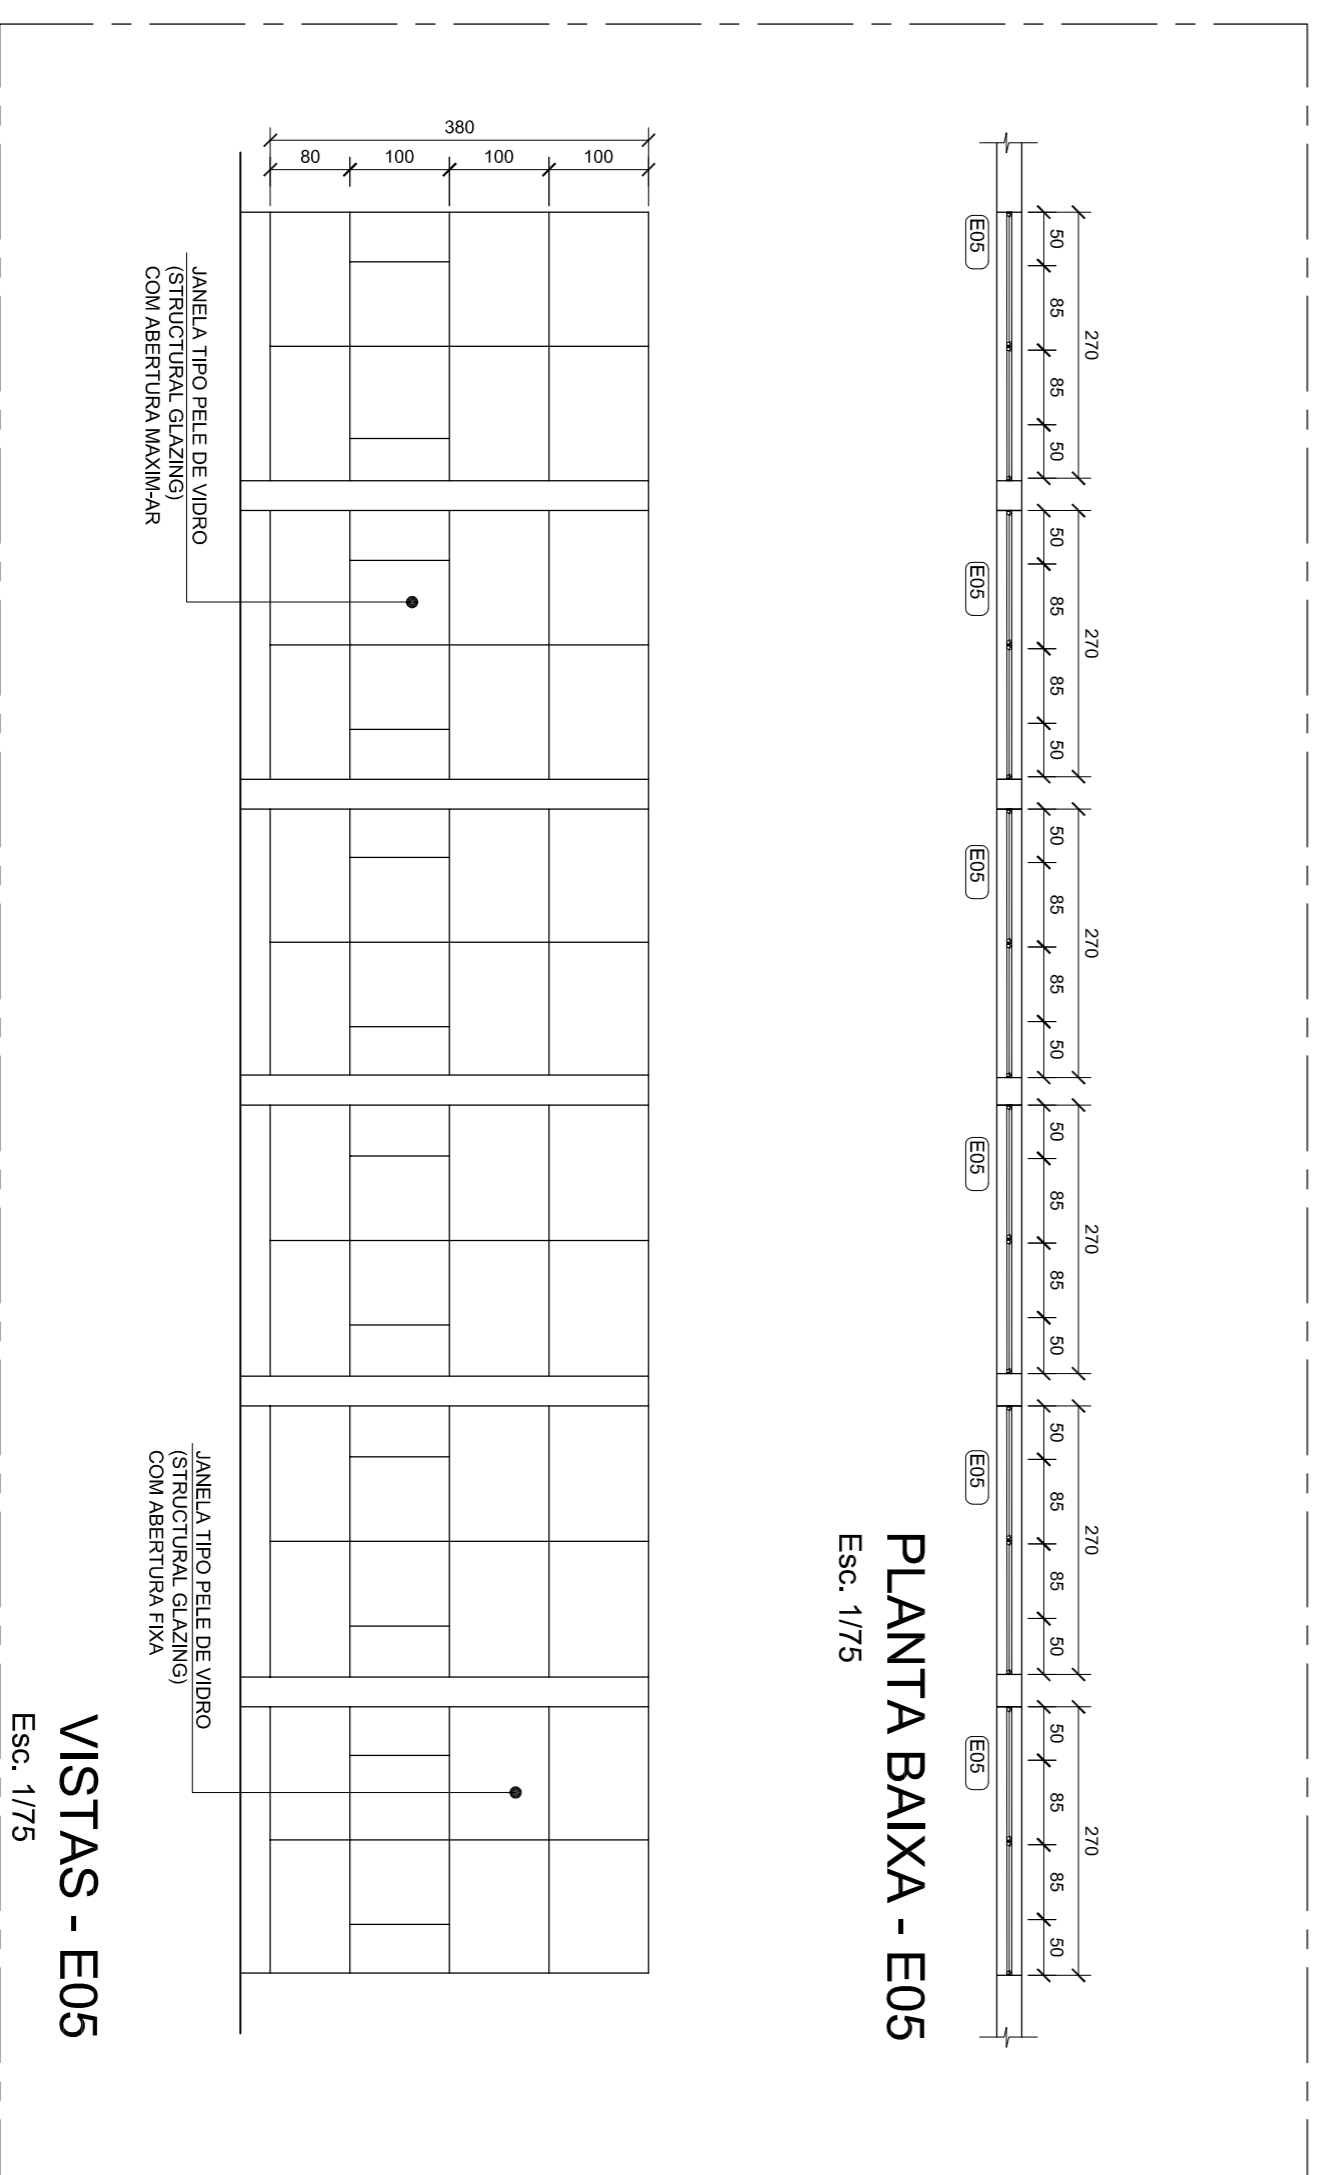 270
270
270
270
270
270
50
85
85
50
50
85
85
50
50
85
85
50
50
85
85
50
50
85
85
50
50
85
85
50
E05
E05
E05
E05
E05
E05
PLANTA BAIXA - E05
Esc. 1/75
380
100
100
100
80
JANELA TIPO PELE DE VIDRO
(STRUCTURAL GLAZING)
COM ABERTURA MAXIM-AR
JANELA TIPO PELE DE VIDRO
(STRUCTURAL GLAZING)
COM ABERTURA FIXA
VISTAS - E05
Esc. 1/75